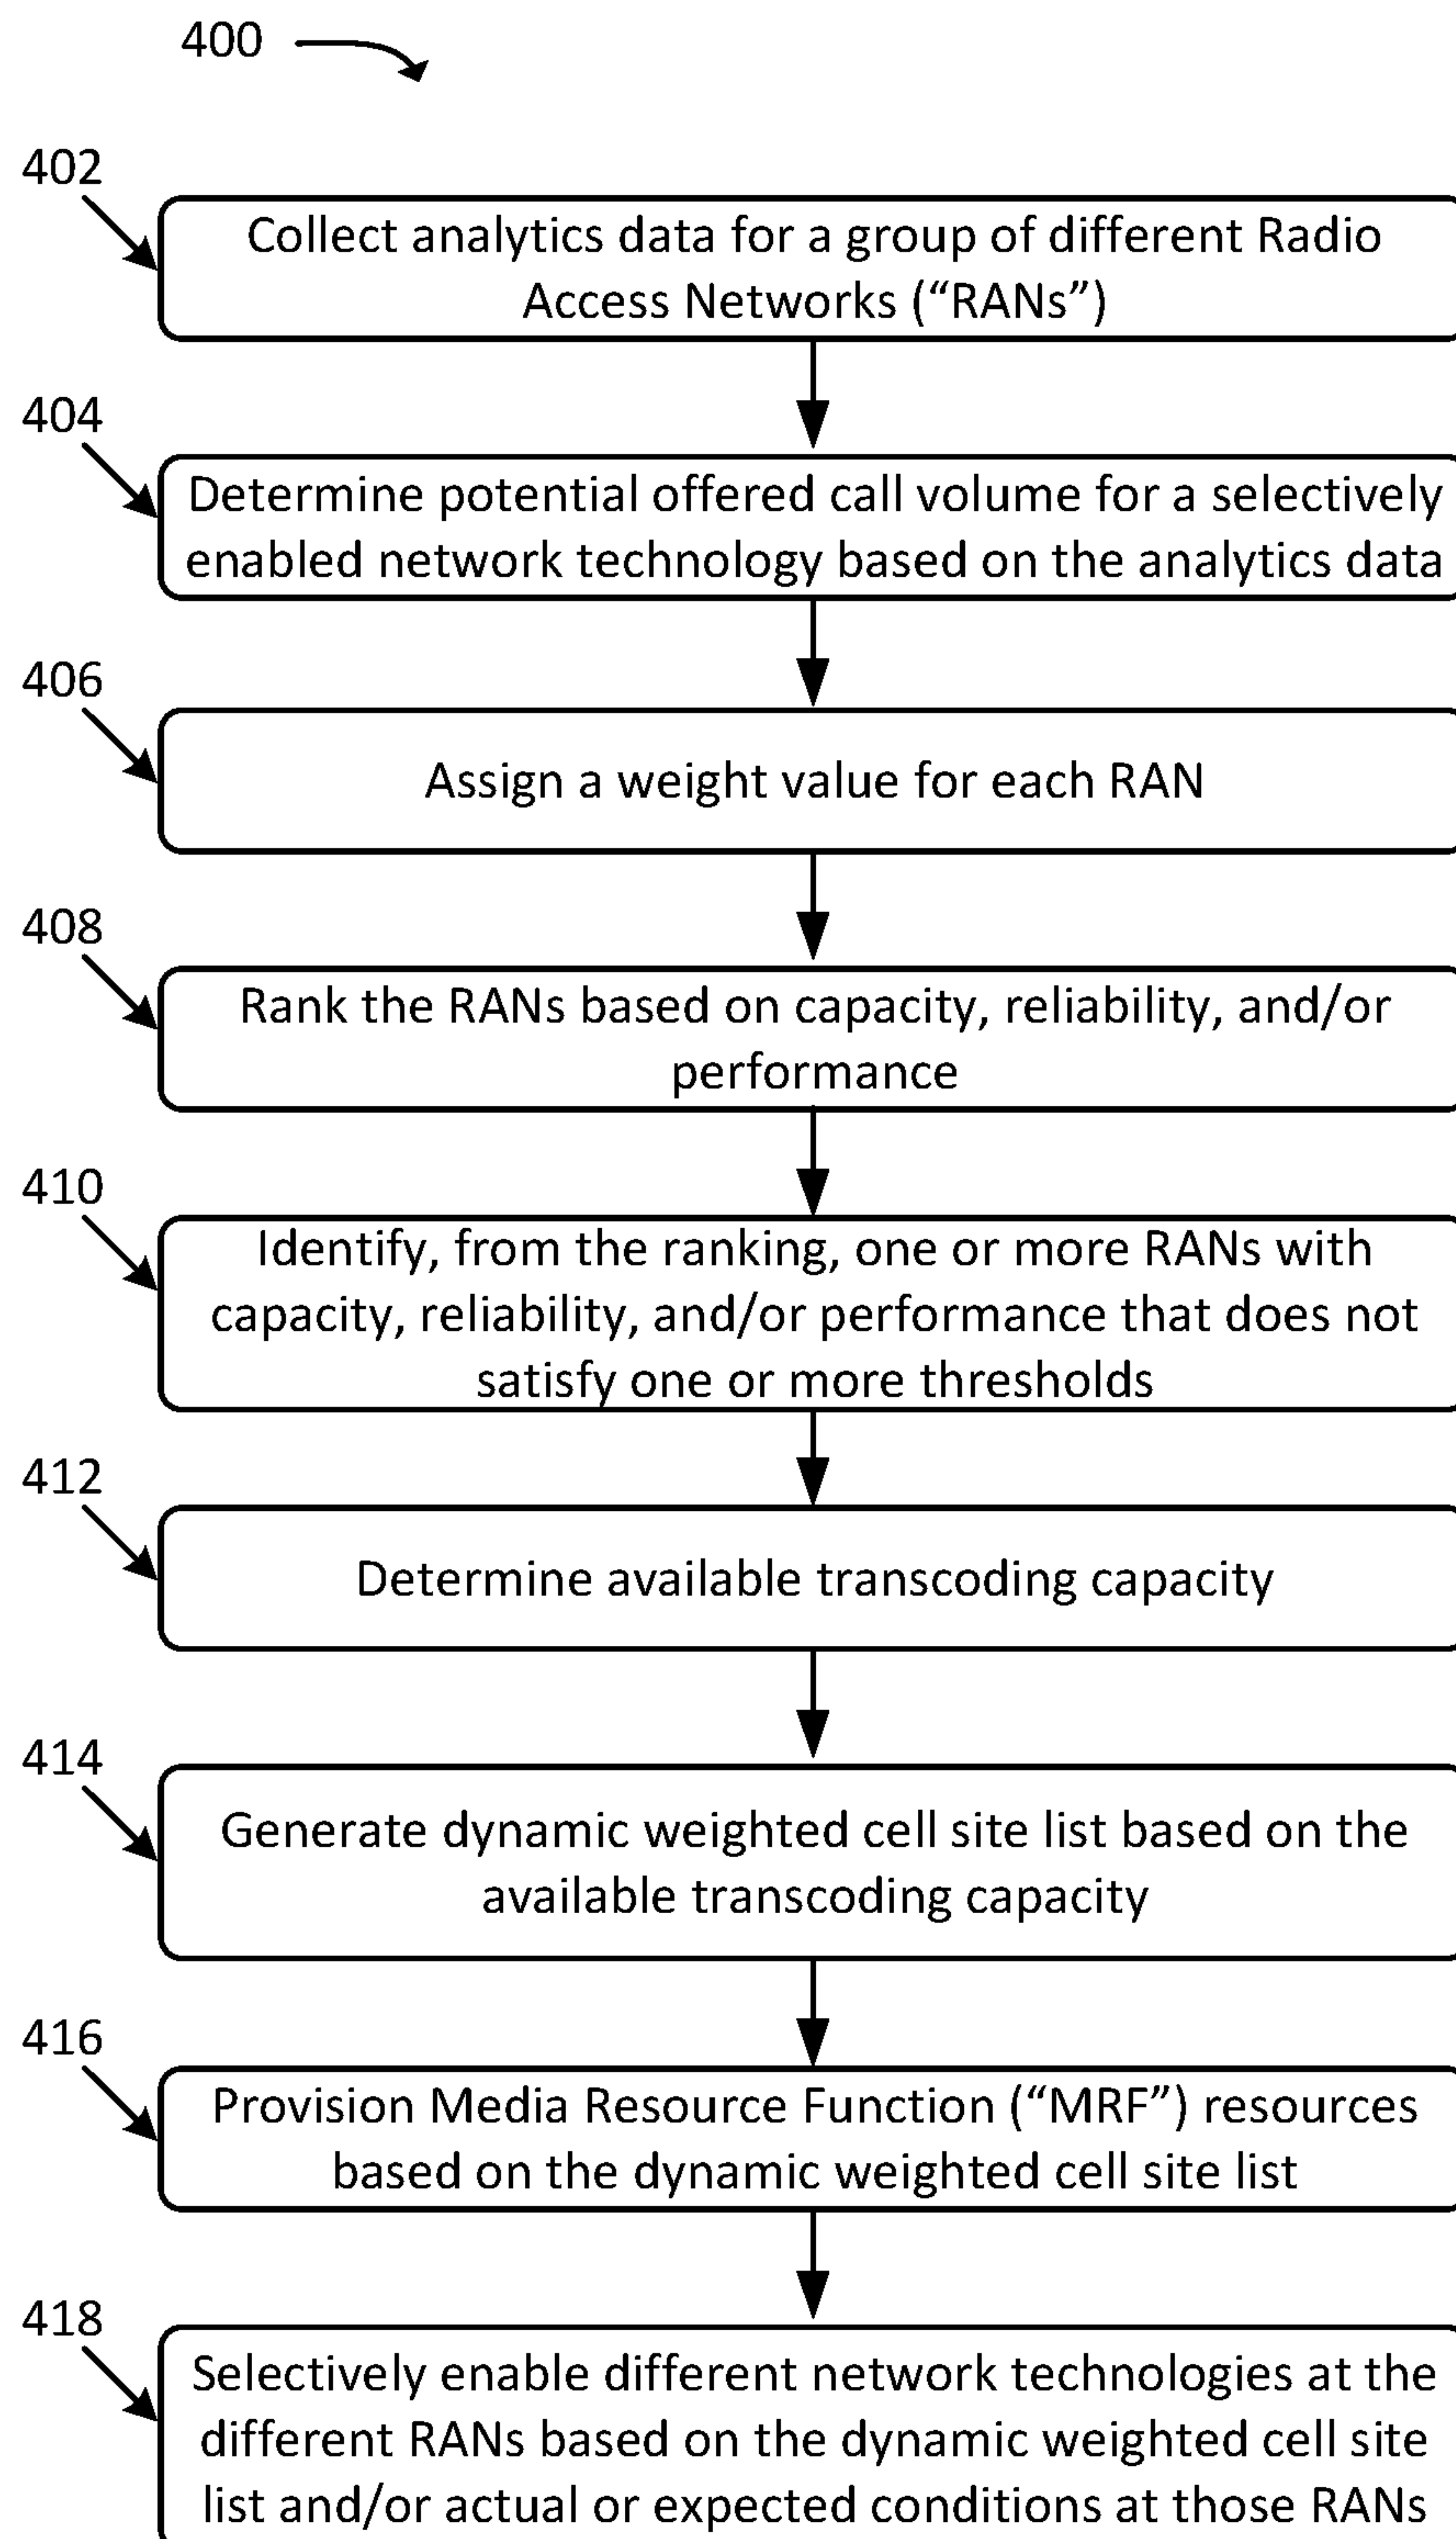 400
402
Collect analytics data for a group of different Radio
Access Networks (“RANs”)
404
Determine potential offered call volume for a selectively
enabled network technology based on the analytics data
406
Assign a weight value for each RAN
408
Rank the RANs based on capacity, reliability, and/or
performance
410
Identify, from the ranking, one or more RANs with
capacity, reliability, and/or performance that does not
satisfy one or more thresholds
412
Determine available transcoding capacity
414
Generate dynamic weighted cell site list based on the
available transcoding capacity
416
Provision Media Resource Function (“MRF”) resources
based on the dynamic weighted cell site list
418
Selectively enable different network technologies at the
different RANs based on the dynamic weighted cell site
list and/or actual or expected conditions at those RANs